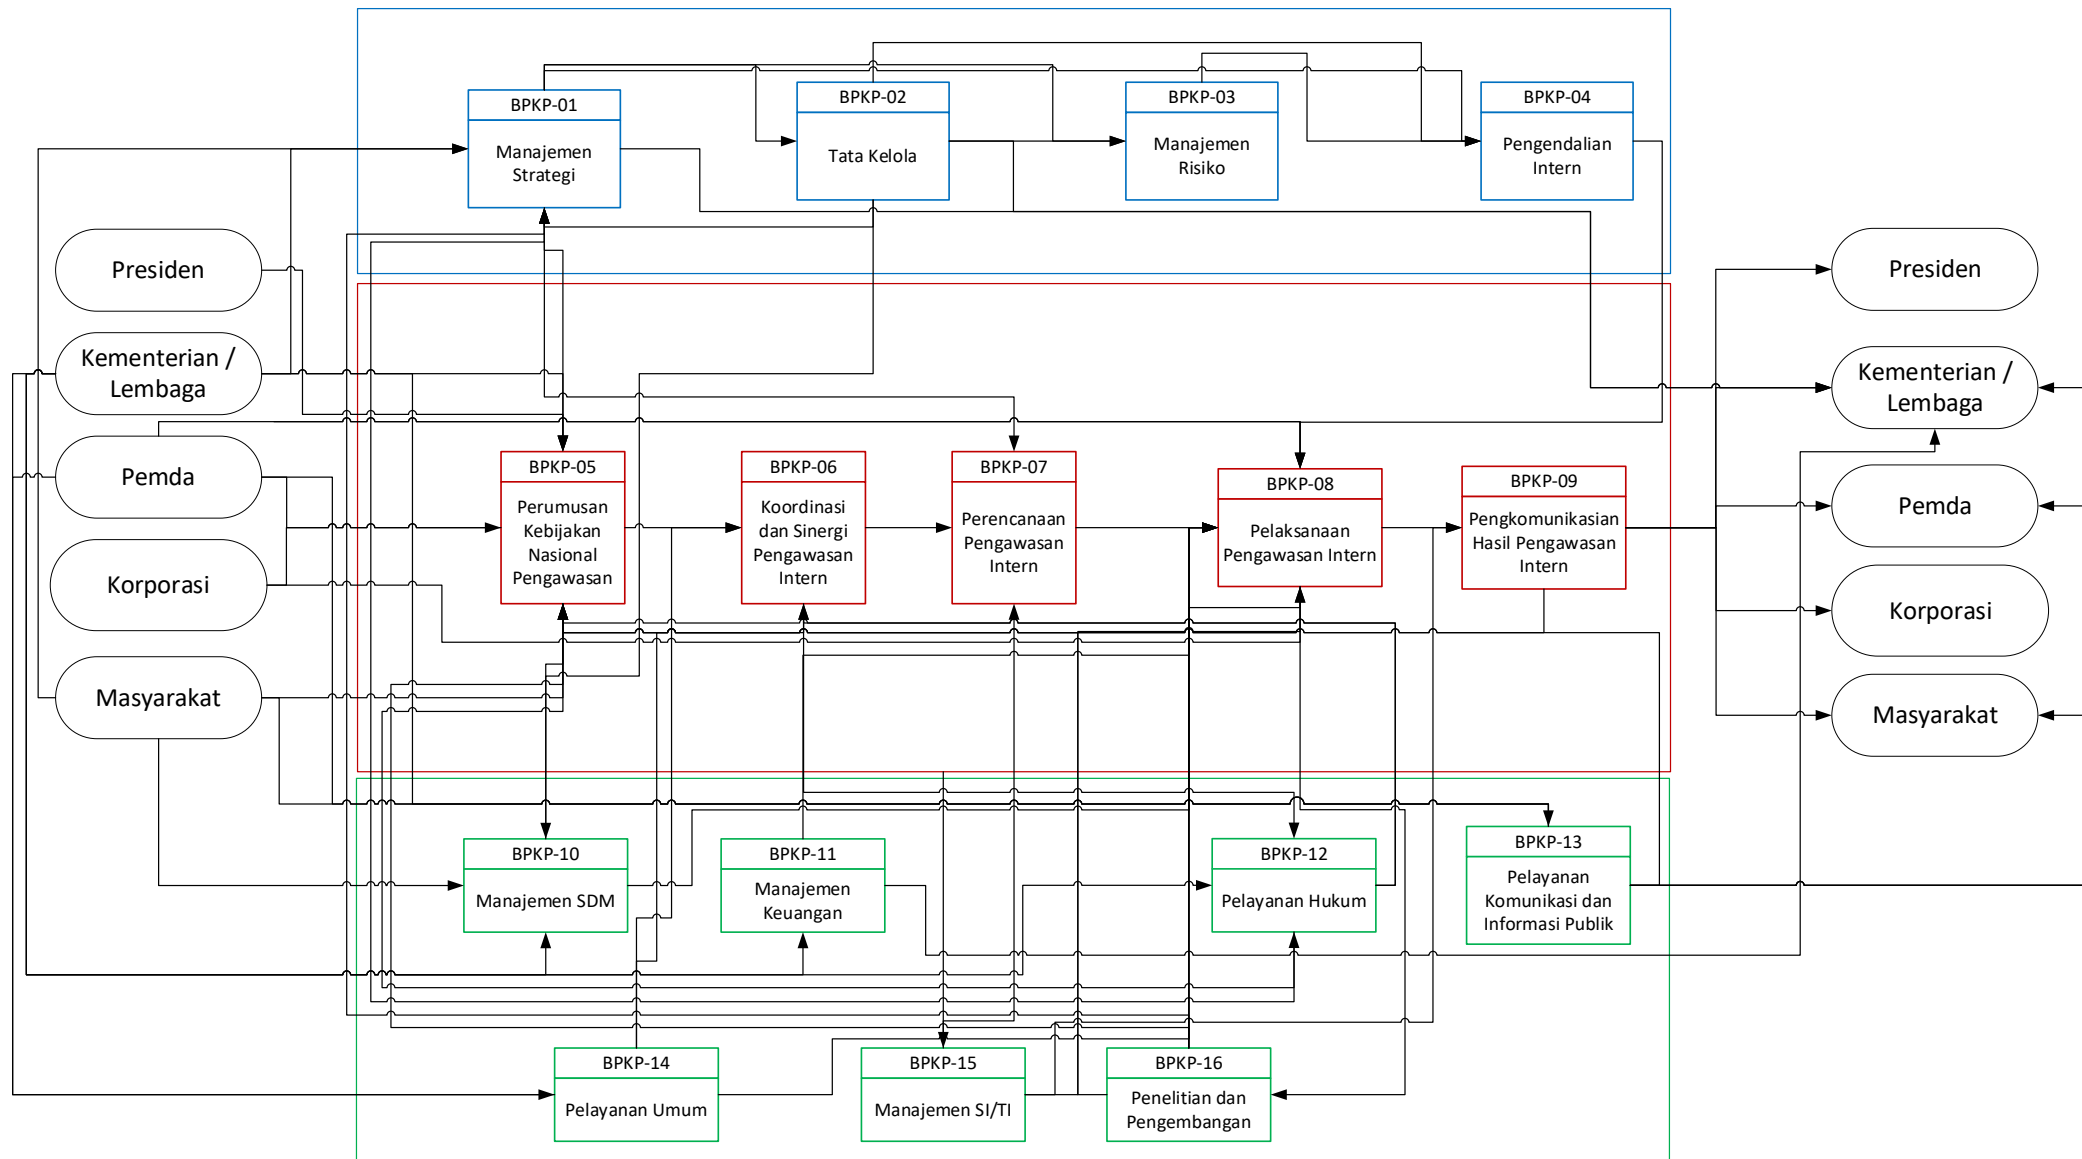 BPKP-01
Manajemen
Strategi
BPKP-02
Tata Kelola
BPKP-03
Manajemen
Risiko
BPKP-04
Pengendalian
Intern
Presiden
Kementerian /
Lembaga
Pemda
Korporasi
Masyarakat
BPKP-05
Perumusan
Kebijakan
Nasional
Pengawasan
BPKP-06
Koordinasi
dan Sinergi
Pengawasan
Intern
BPKP-07
Perencanaan
Pengawasan
Intern
BPKP-08
Pelaksanaan
Pengawasan Intern
BPKP-09
Pengkomunikasian
Hasil Pengawasan
Intern
Presiden
Kementerian /
Lembaga
Pemda
Korporasi
Masyarakat
BPKP-10
Manajemen SDM
BPKP-11
Manajemen
Keuangan
BPKP-12
Pelayanan Hukum
BPKP-13
Pelayanan
Komunikasi dan
Informasi Publik
BPKP-14
Pelayanan Umum
BPKP-15
Manajemen SI/TI
BPKP-16
Penelitian dan
Pengembangan